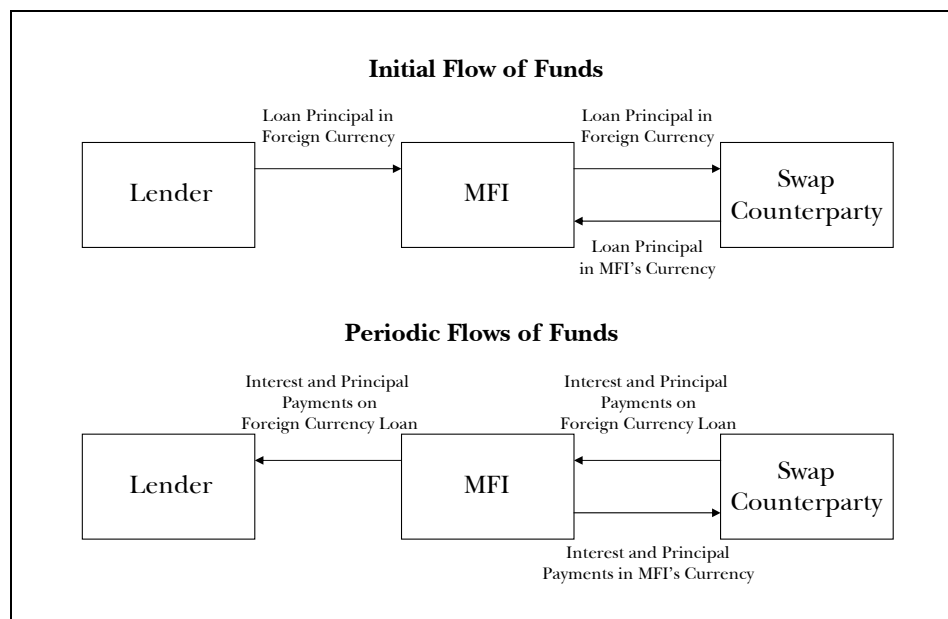 Initial Flow of Funds
Loan Principal in
Foreign Currency
Loan Principal in
Foreign Currency
Lender
MFI
Swap
Counterparty
Loan Principal
in MFI's Currency
Periodic Flows of Funds
Interest and Principal
Payments on
Foreign Currency Loan
Interest and Principal
Payments on
Foreign Currency Loan
Lender
MFI
Swap
Counterparty
Interest and Principal
Payments in MFI's Currency